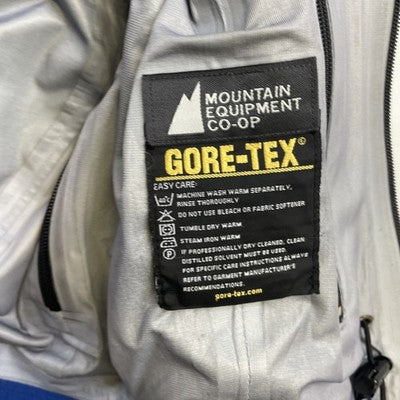 MOUNTAIN
EQUIPMENT
CO-OP
GORE-TEX®
EASY CARE:
MACHINE WASH WARM SEPARATELY,
RINSE THOROUGHLY
DO NOT USE BLEACH OR FABRIC SOFTENER
TUMBLE DRY WARM
STEAM IRON WARM
IF PROFESSIONALLY DRY CLEANED, CLEAN
DISTILLED SOLVENT MUST BE USED.
FOR SPECIFIC CARE INSTRUCTIONS ALWAYS
REFER TO GARMENT MANUFACTURER'S
RECOMMENDATIONS.
gore-tex.com